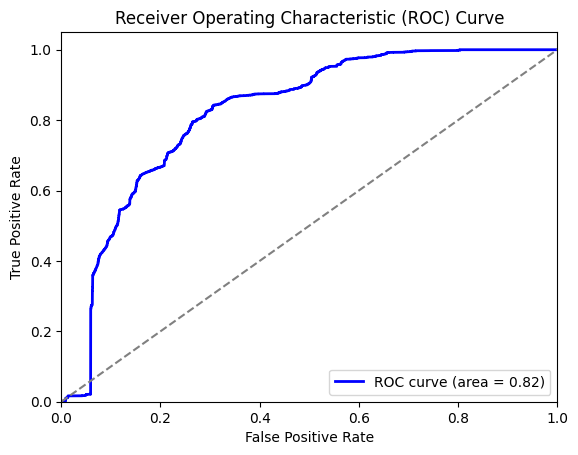 Receiver Operating Characteristic (ROC) Curve
1.0
0.8
0.6
0.4
0.2
0.0
True Positive Rate
ROC curve (area = 0.82)
0.0 0.2 0.4 0.6 0.8 1.0
False Positive Rate